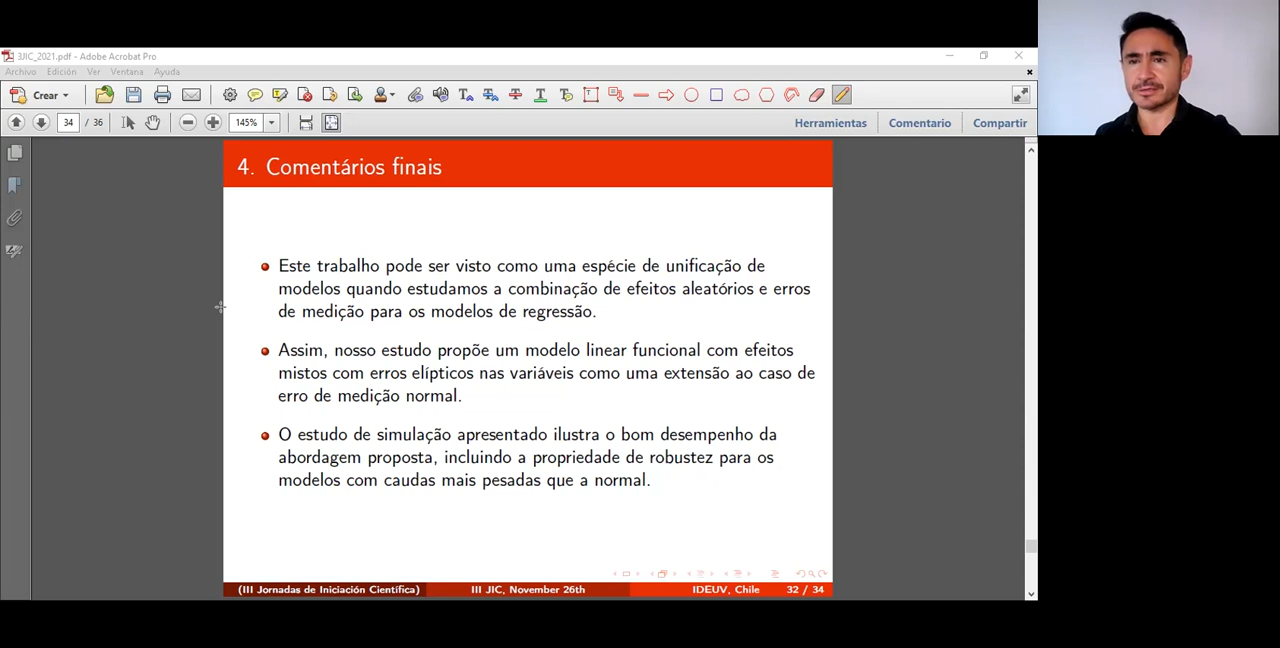 3JIC_2021.pdf - Adobe Acrobat Pro
Archivo Edición Ver Ventana Ayuda
Crear
34 / 36 145% Herramientas Comentario Compartir
4. Comentários finais
Este trabalho pode ser visto como uma espécie de unificação de
modelos quando estudamos a combinação de efeitos aleatórios e erros
de medição para os modelos de regressão.
Assim, nosso estudo propõe um modelo linear funcional com efeitos
mistos com erros elípticos nas variáveis como uma extensão ao caso de
erro de medição normal.
O estudo de simulação apresentado ilustra o bom desempenho da
abordagem proposta, incluindo a propriedade de robustez para os
modelos com caudas mais pesadas que a normal.
(III Jornadas de Iniciación Científica) III JIC, November 26th IDEUV, Chile 32 / 34